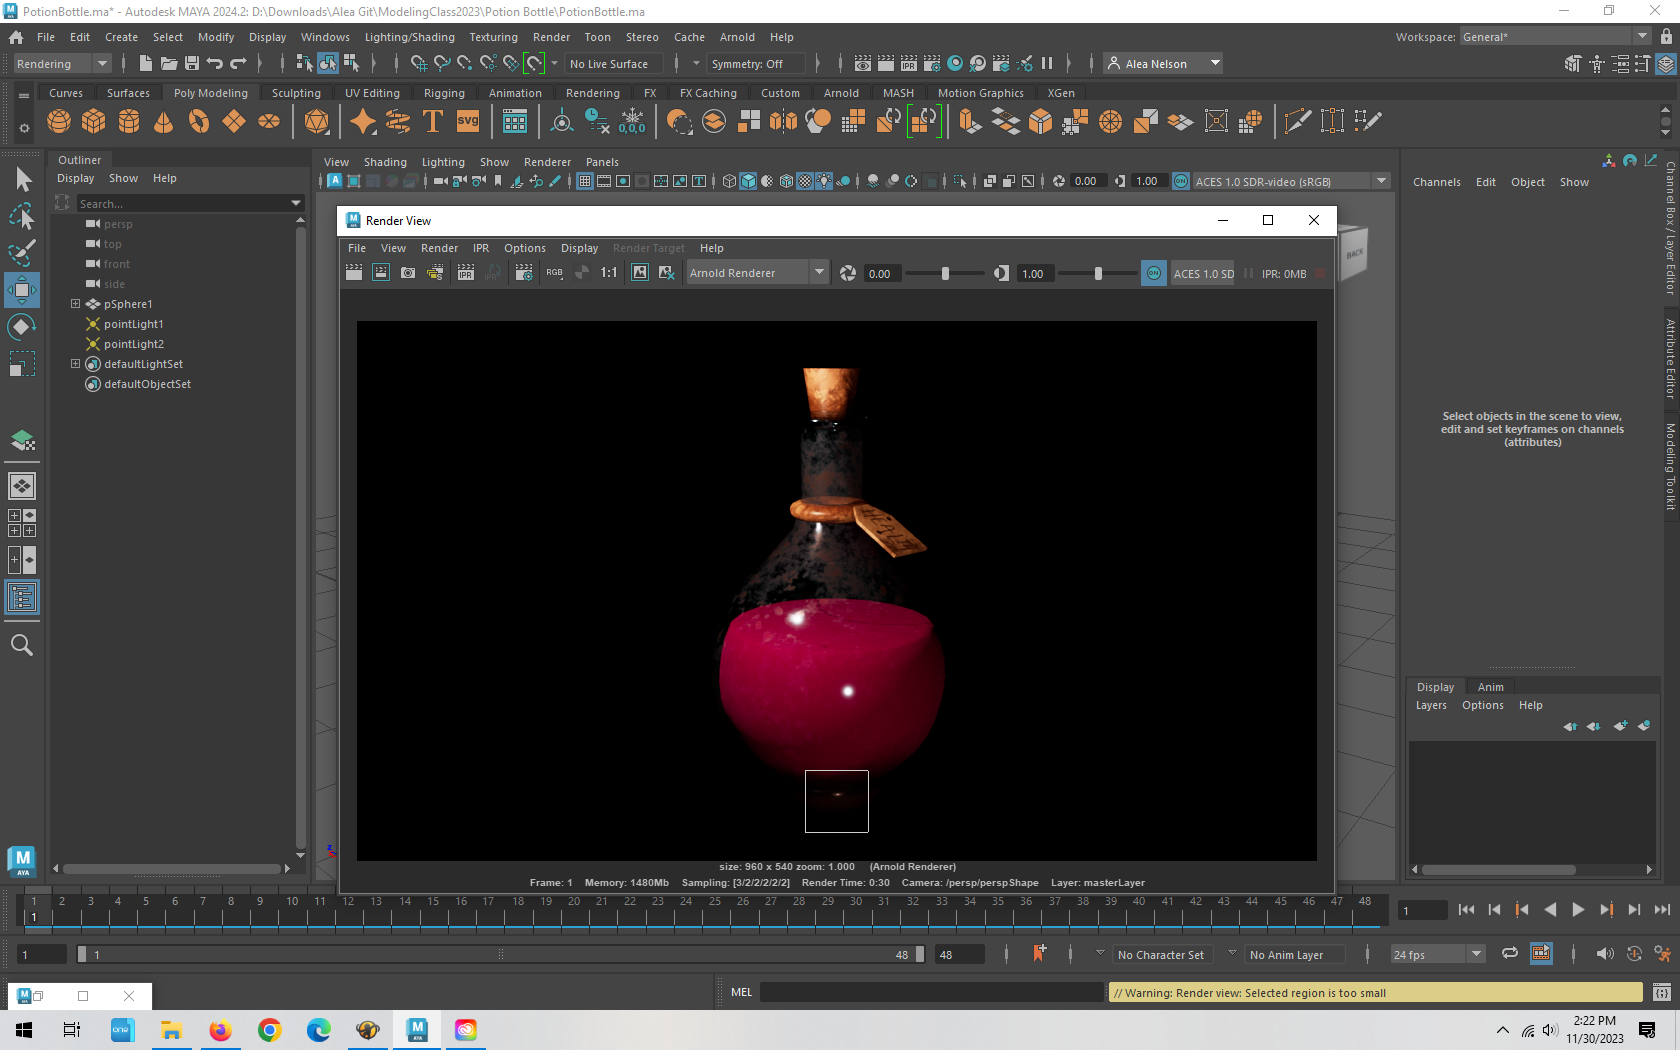 PotionBottle.ma* - Autodesk MAYA 2024.2: D:\Downloads\Alea Git\ModelingClass2023\Potion Bottle\PotionBottle.ma
File Edit Create Select Modify Display Windows Lighting/Shading Texturing Render Toon Stereo Cache Arnold Help
Workspace: General*
Rendering No Live Surface Symmetry: Off Alea Nelson
Curves Surfaces Poly Modeling Sculpting UV Editing Rigging Animation Rendering FX FX Caching Custom Arnold MASH Motion Graphics XGen
Outliner
Display Show Help
Search...
persp
top
front
side
pSphere1
pointLight1
pointLight2
defaultLightSet
defaultObjectSet
View Shading Lighting Show Renderer Panels
0.00 1.00 ACES 1.0 SDR-video (sRGB)
Render View
File View Render IPR Options Display Render Target Help
IPR RGB 1:1 Arnold Renderer 0.00 1.00 ON ACES 1.0 SD IPR: 0MB
BACK
size: 960 x 540 zoom: 1.000 (Arnold Renderer)
Frame: 1 Memory: 1480Mb Sampling: [3/2/2/2/2/2] Render Time: 0:30 Camera: /persp/perspShape Layer: masterLayer
Channels Edit Object Show
Select objects in the scene to view,
edit and set keyframes on channels
(attributes)
Channel Box / Layer Editor
Attribute Editor
Modeling Toolkit
Display Anim
Layers Options Help
1 2 3 4 5 6 7 8 9 10 11 12 13 14 15 16 17 18 19 20 21 22 23 24 25 26 27 28 29 30 31 32 33 34 35 36 37 38 39 40 41 42 43 44 45 46 47 48
1
1
1 1 48 48 No Character Set No Anim Layer 24 fps
MEL // Warning: Render view: Selected region is too small
2:22 PM
11/30/2023